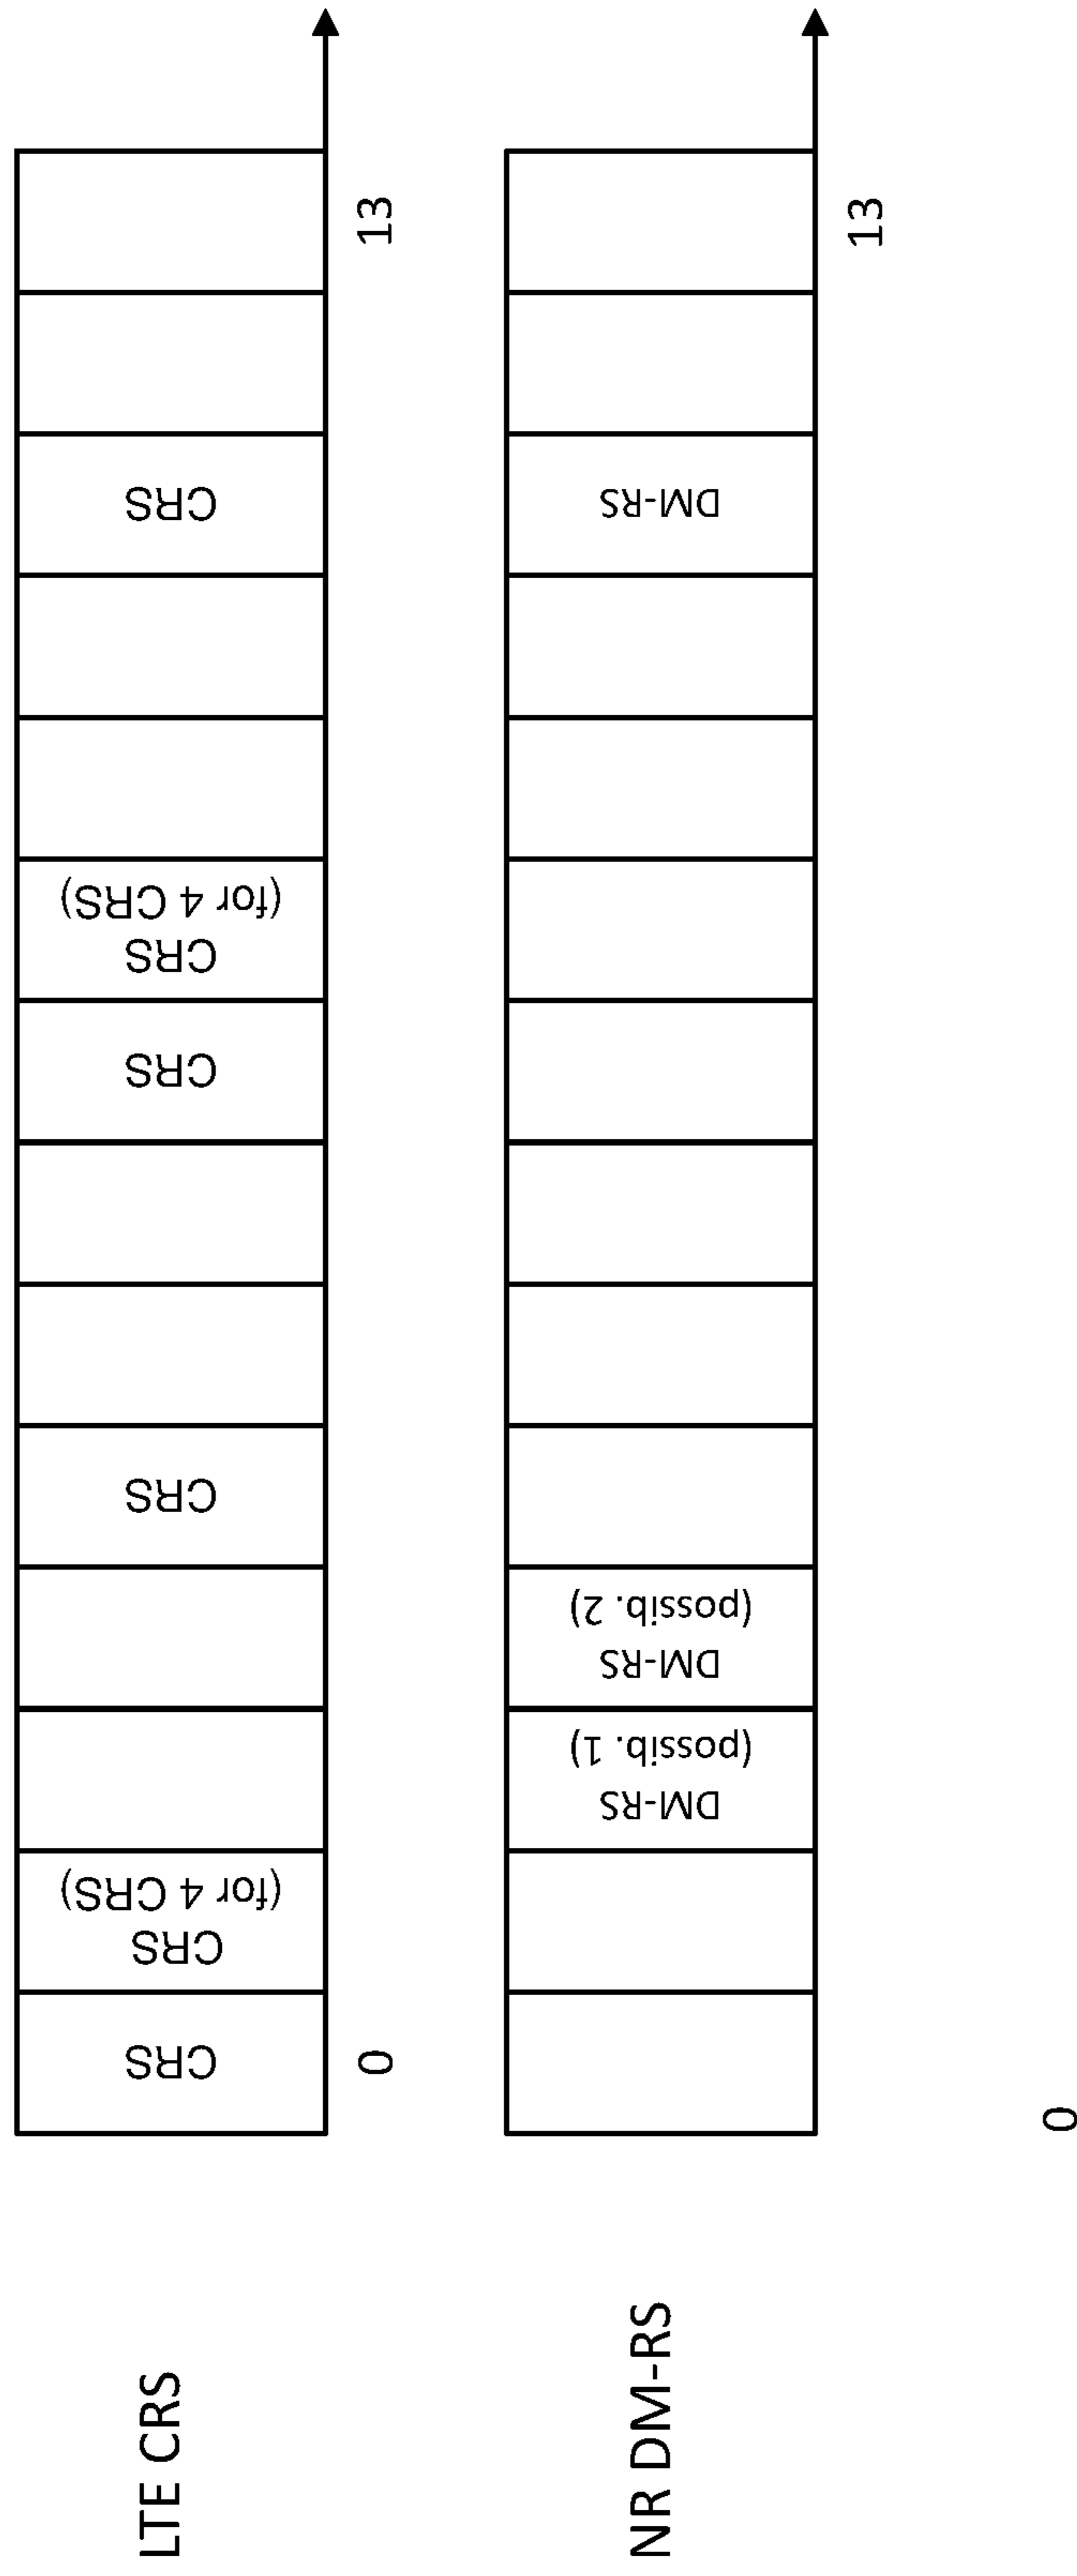 LTE CRS
CRS
CRS
(for 4 CRS)
CRS
CRS
CRS
(for 4 CRS)
CRS
0
13
NR DM-RS
DM-RS
(possib. 1)
DM-RS
(possib. 2)
DM-RS
13
0